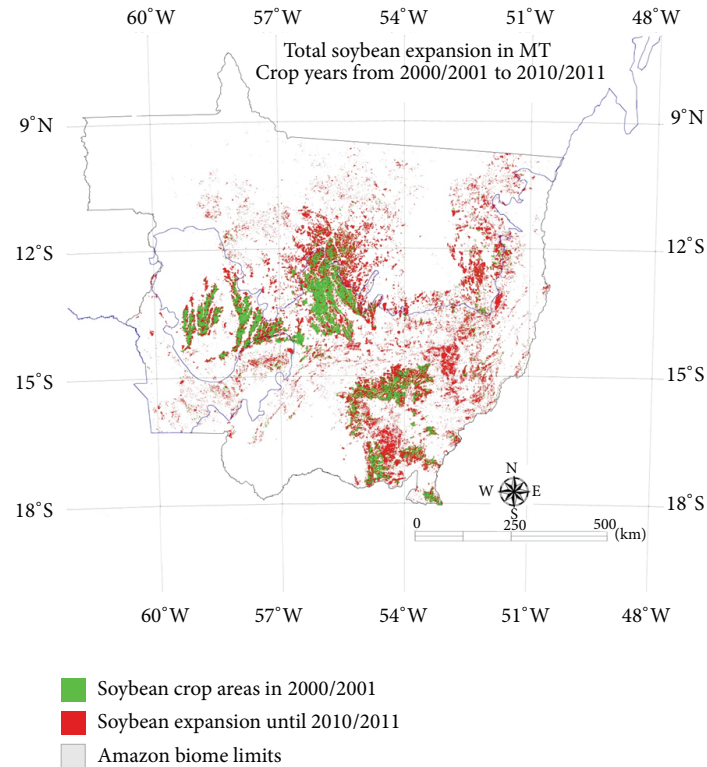 60°W 57°W 54°W 51°W 48°W
Total soybean expansion in MT
Crop years from 2000/2001 to 2010/2011
9°N 9°N
12°S 12°S
15°S 15°S
N
W E
S
18°S 18°S
0 250 500
(km)
60°W 57°W 54°W 51°W 48°W
Soybean crop areas in 2000/2001
Soybean expansion until 2010/2011
Amazon biome limits